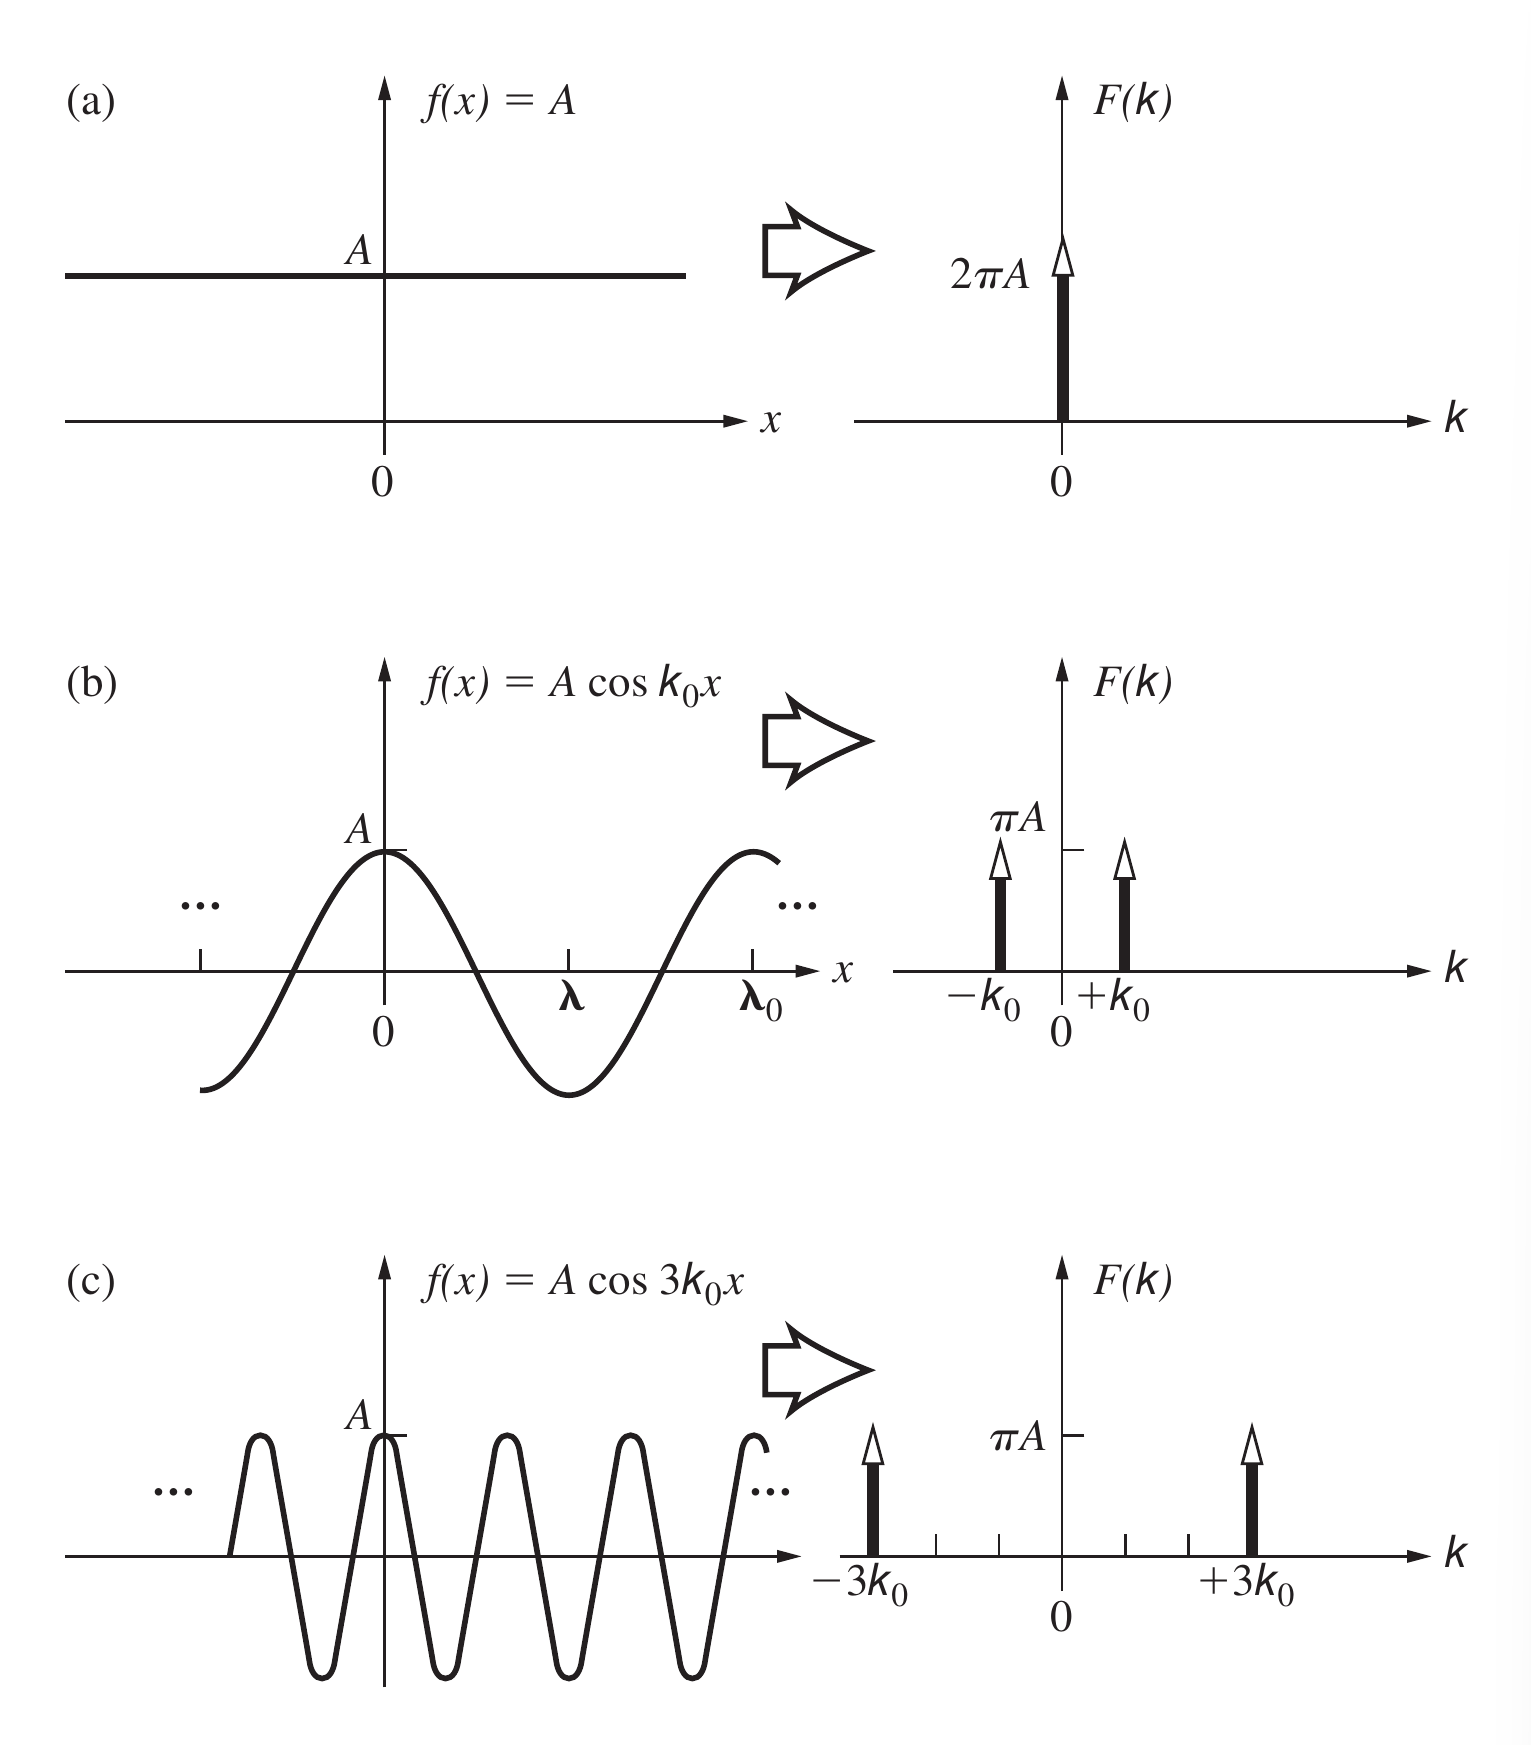 (a) f(x) = A F(k)
A 2πA
x k
0 0
(b) f(x) = A cos k₀x F(k)
A πA
... ...
x k
λ λ₀ −k₀ +k₀
0 0
(c) f(x) = A cos 3k₀x F(k)
A πA
... ...
k
−3k₀ +3k₀
0